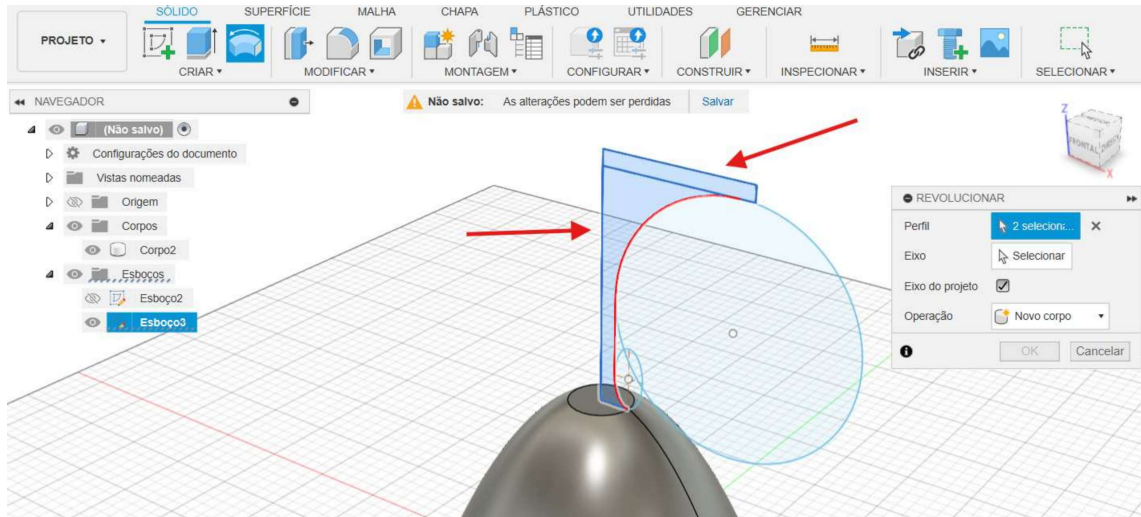 SÓLIDO SUPERFÍCIE MALHA CHAPA PLÁSTICO UTILIDADES GERENCIAR
PROJETO
CRIAR MODIFICAR MONTAGEM CONFIGURAR CONSTRUIR INSPECIONAR INSERIR SELECIONAR
NAVEGADOR
Não salvo: As alterações podem ser perdidas Salvar
(Não salvo)
Configurações do documento
Vistas nomeadas
Origem
Corpos
Corpo2
Esboços
Esboço2
Esboço3
Z
FRONTAL
X
REVOLUCIONAR
Perfil 2 seleciona...
Eixo Selecionar
Eixo do projeto
Operação Novo corpo
OK Cancelar